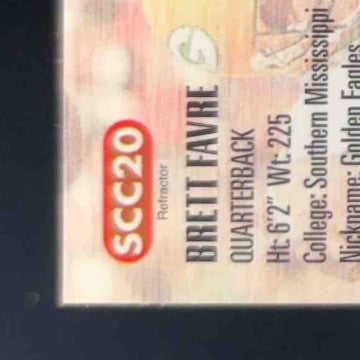 SCC20
Refractor
BRETT FAVRE
QUARTERBACK
Ht: 6'2" Wt: 225
College: Southern Mississippi
Nickname: Golden Eagles